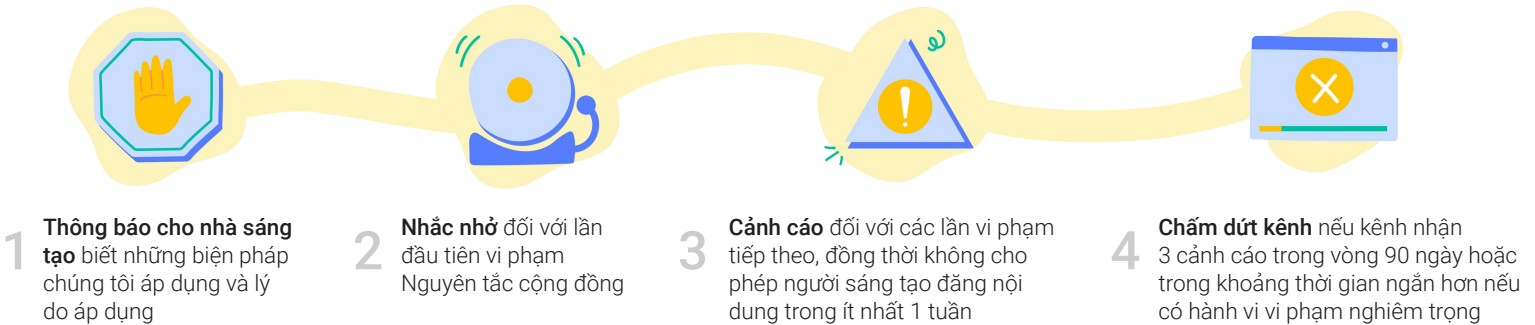 1
Thông báo cho nhà sáng
tạo biết những biện pháp
chúng tôi áp dụng và lý
do áp dụng
2
Nhắc nhở đối với lần
đầu tiên vi phạm
Nguyên tắc cộng đồng
3
Cảnh cáo đối với các lần vi phạm
tiếp theo, đồng thời không cho
phép người sáng tạo đăng nội
dung trong ít nhất 1 tuần
4
Chấm dứt kênh nếu kênh nhận
3 cảnh cáo trong vòng 90 ngày hoặc
trong khoảng thời gian ngắn hơn nếu
có hành vi vi phạm nghiêm trọng